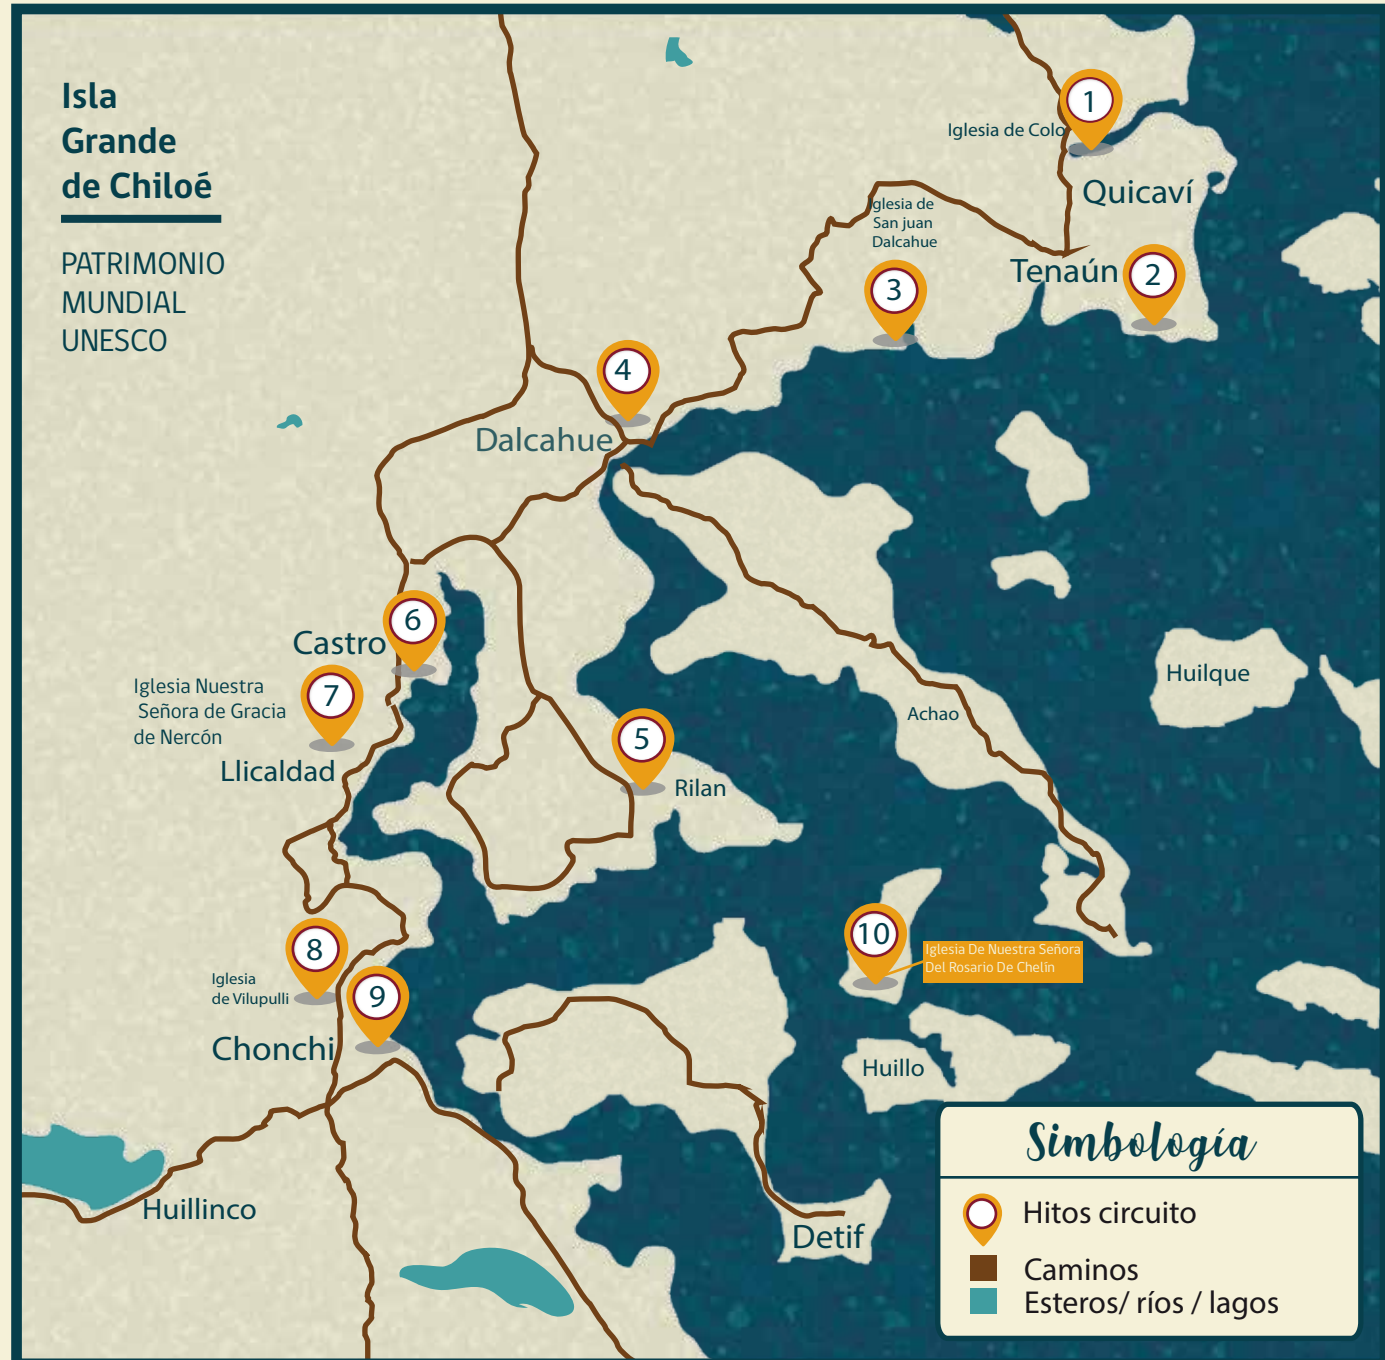 Isla
Grande
de Chiloé
PATRIMONIO
MUNDIAL
UNESCO
1
Iglesia de Colo
Quicaví
glesia de
San juan
Dalcahue
Tenaún
2
3
4
Dalcahue
6
Castro
Iglesia Nuestra
Señora de Gracia
de Nercón
7
Llicaldad
5
Rilan
Achao
Huilque
8
Iglesia
de Vilupulli
9
Chonchi
10
Iglesia De Nuestra Señora
Del Rosario De Chelín
Huillo
Huillinco
Detif
Simbología
Hitos circuito
Caminos
Esteros/ ríos / lagos